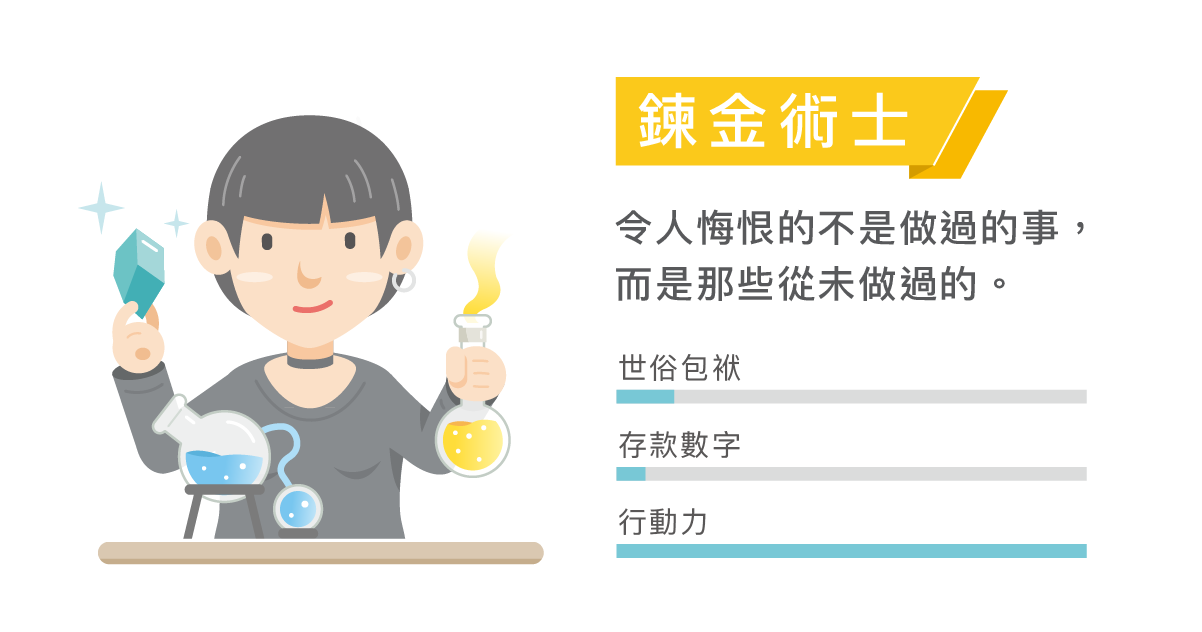 鍊金術士
令人悔恨的不是做過的事，
而是那些從未做過的。
世俗包袱
存款數字
行動力